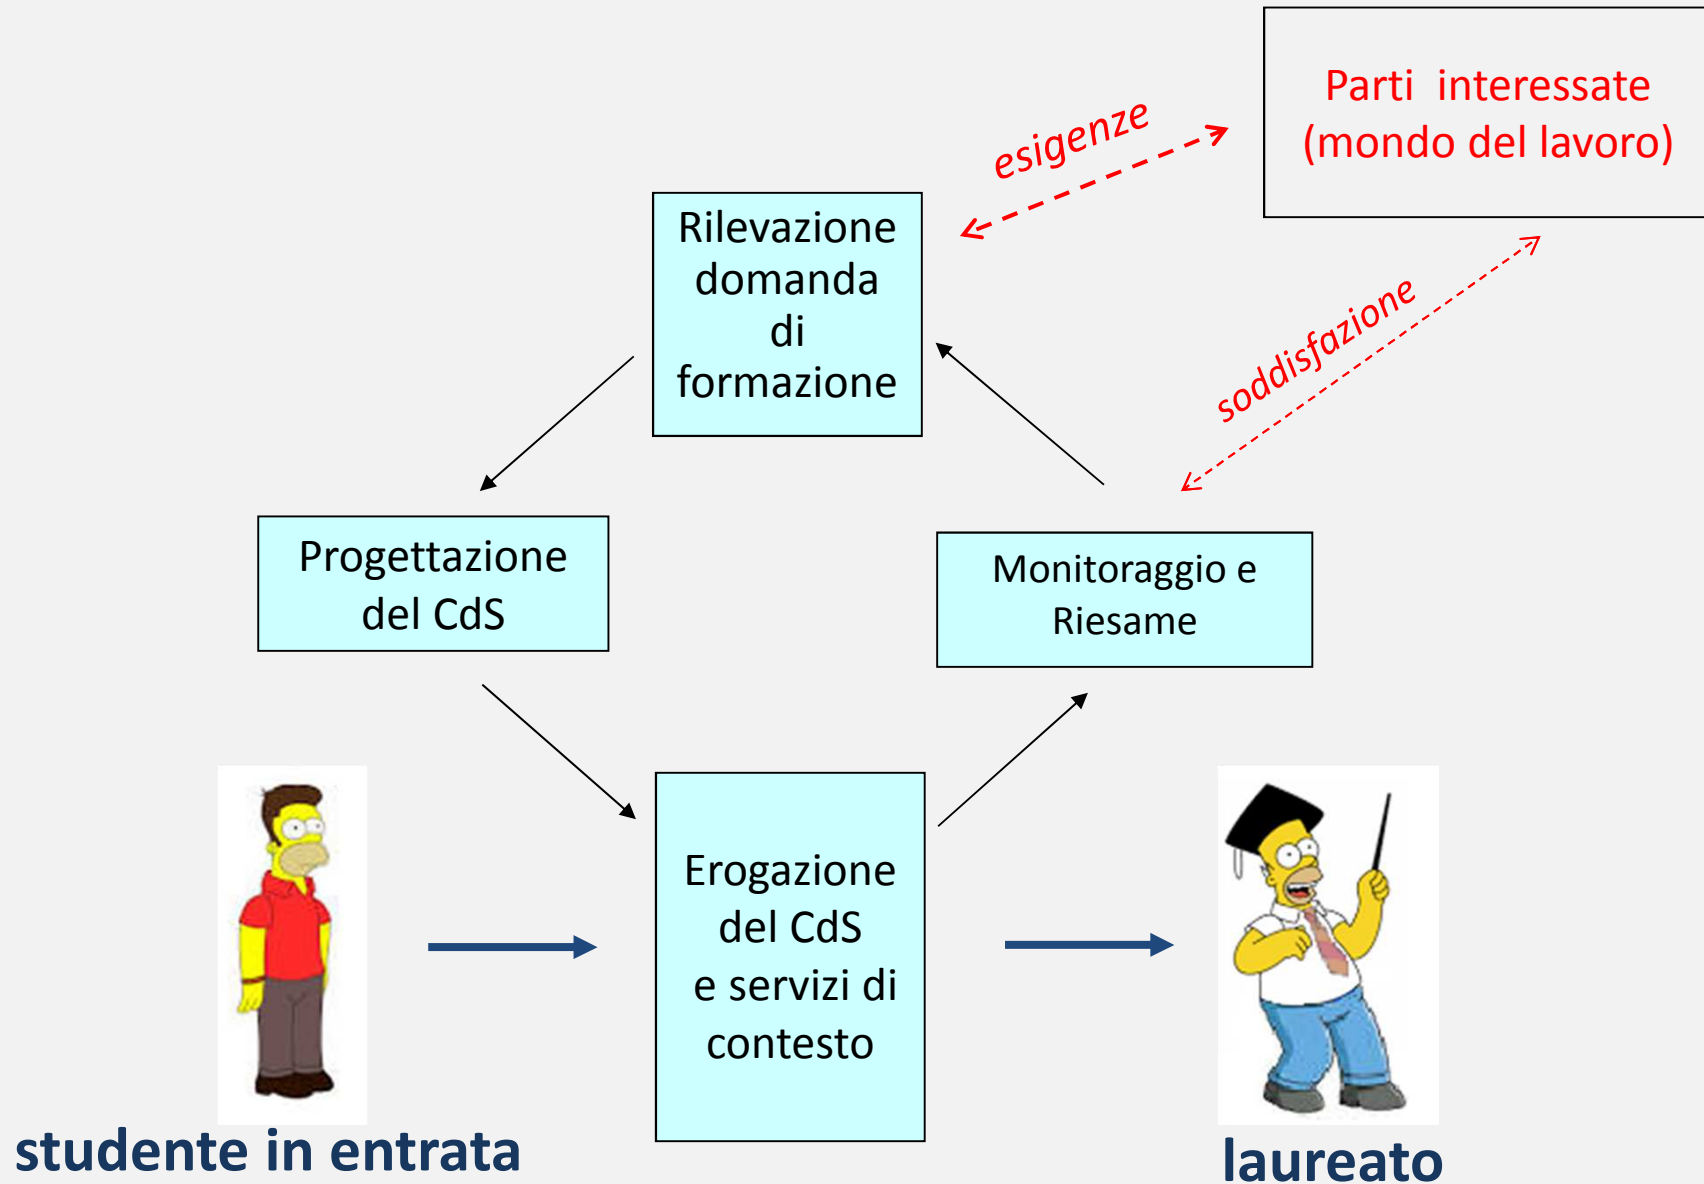 Parti interessate
(mondo del lavoro)
esigenze
Rilevazione
domanda
di
formazione
soddisfazione
Progettazione
del CdS
Monitoraggio e
Riesame
Erogazione
del CdS
e servizi di
contesto
studente in entrata
laureato